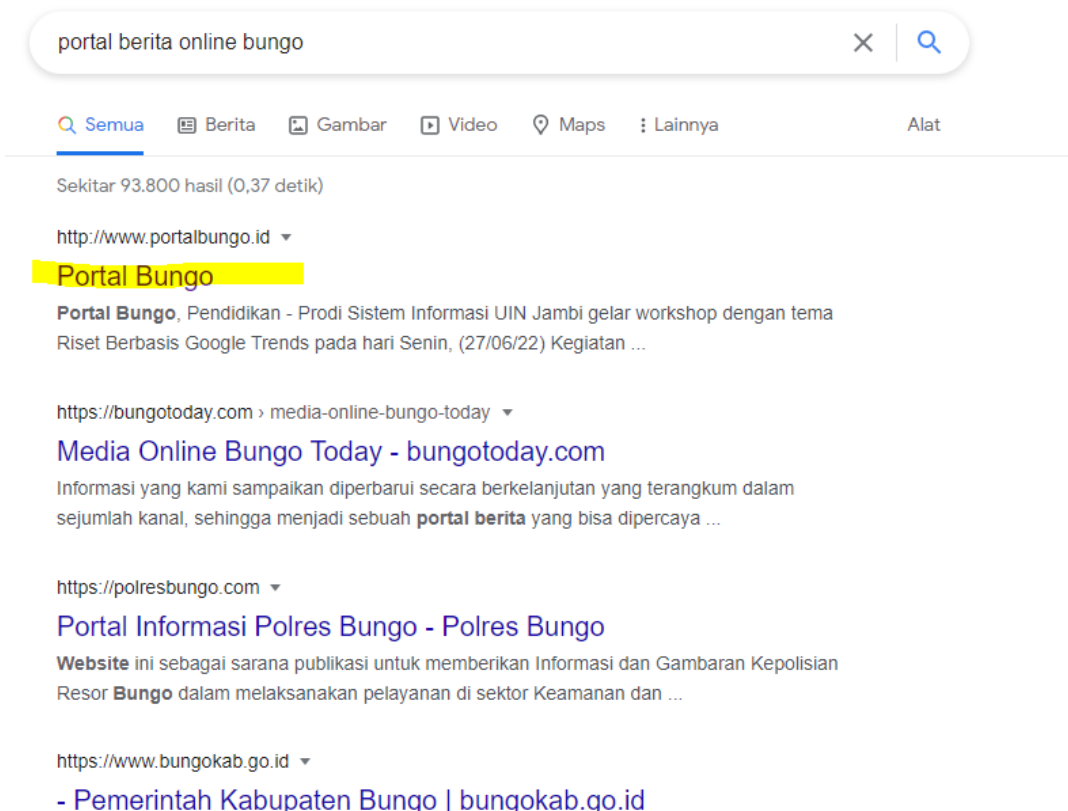 portal berita online bungo
Semua Berita Gambar Video Maps Lainnya Alat
Sekitar 93.800 hasil (0,37 detik)
http://www.portalbungo.id
Portal Bungo
Portal Bungo, Pendidikan - Prodi Sistem Informasi UIN Jambi gelar workshop dengan tema
Riset Berbasis Google Trends pada hari Senin, (27/06/22) Kegiatan ...
https://bungotoday.com › media-online-bungo-today
Media Online Bungo Today - bungotoday.com
Informasi yang kami sampaikan diperbarui secara berkelanjutan yang terangkum dalam
sejumlah kanal, sehingga menjadi sebuah portal berita yang bisa dipercaya ...
https://polresbungo.com
Portal Informasi Polres Bungo - Polres Bungo
Website ini sebagai sarana publikasi untuk memberikan Informasi dan Gambaran Kepolisian
Resor Bungo dalam melaksanakan pelayanan di sektor Keamanan dan ...
https://www.bungokab.go.id
- Pemerintah Kabupaten Bungo | bungokab.go.id